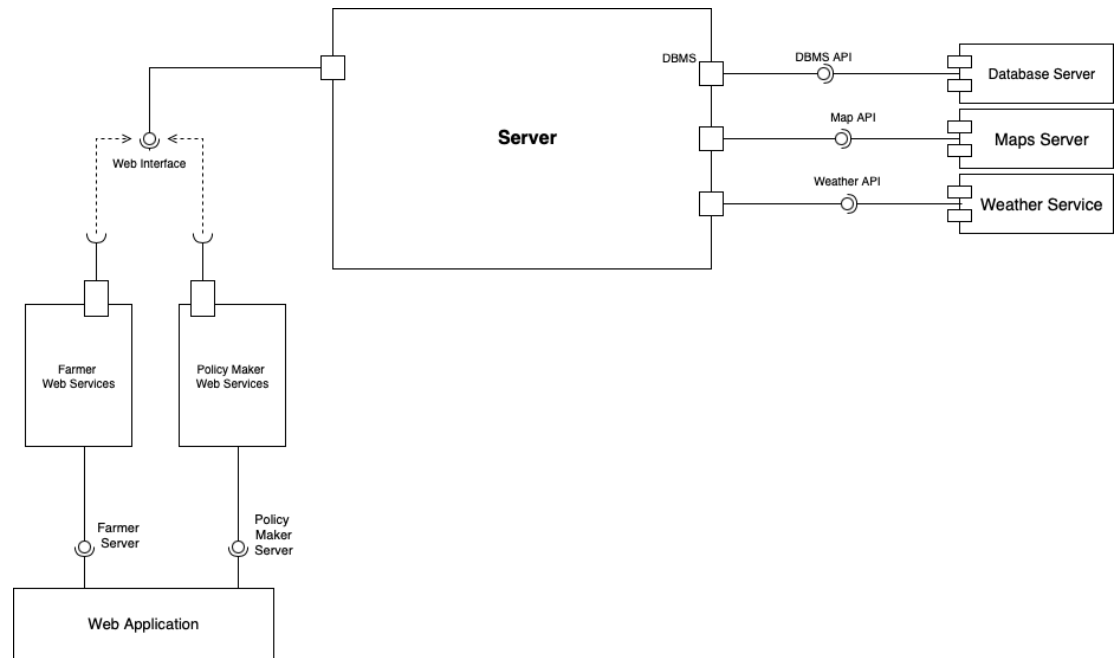 DBMS
DBMS API
Database Server
Server
Map API
Maps Server
Web Interface
Weather API
Weather Service
Farmer
Web Services
Policy Maker
Web Services
Farmer
Server
Policy
Maker
Server
Web Application